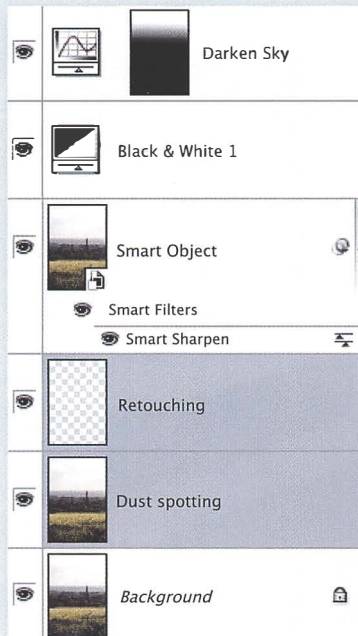 Darken Sky
Black & White 1
Smart Object
Smart Filters
Smart Sharpen
Retouching
Dust spotting
Background